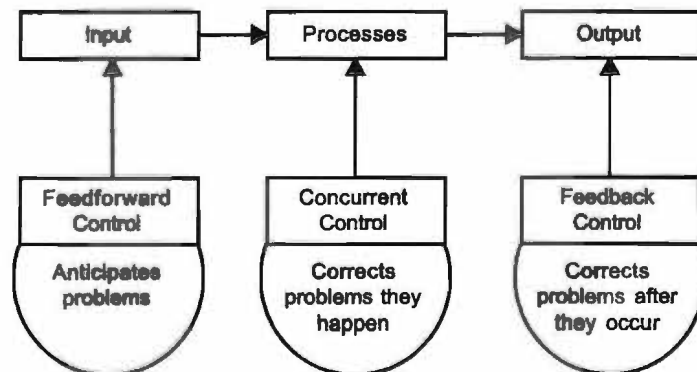 Input
Processes
Output
Feedforward
Control
Concurrent
Control
Feedback
Control
Anticipates
problems
Corrects
problems they
happen
Corrects
problems after
they occur